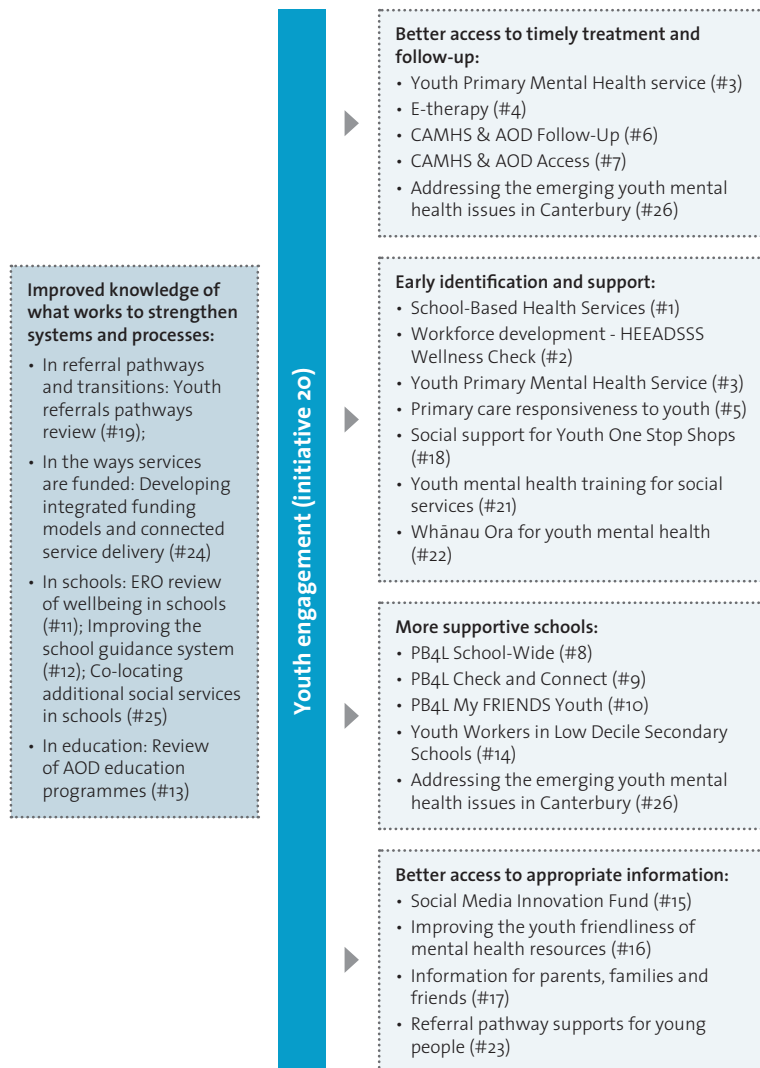 Improved knowledge of
what works to strengthen
systems and processes:
• In referral pathways
and transitions: Youth
referrals pathways
review (#19);
• In the ways services
are funded: Developing
integrated funding
models and connected
service delivery (#24)
• In schools: ERO review
of wellbeing in schools
(#11); Improving the
school guidance system
(#12); Co-locating
additional social services
in schools (#25)
• In education: Review
of AOD education
programmes (#13)
Youth engagement (initiative 20)
Better access to timely treatment and
follow-up:
• Youth Primary Mental Health service (#3)
• E-therapy (#4)
• CAMHS & AOD Follow-Up (#6)
• CAMHS & AOD Access (#7)
• Addressing the emerging youth mental
health issues in Canterbury (#26)
Early identification and support:
• School-Based Health Services (#1)
• Workforce development - HEEADSSS
Wellness Check (#2)
• Youth Primary Mental Health Service (#3)
• Primary care responsiveness to youth (#5)
• Social support for Youth One Stop Shops
(#18)
• Youth mental health training for social
services (#21)
• Whānau Ora for youth mental health
(#22)
More supportive schools:
• PB4L School-Wide (#8)
• PB4L Check and Connect (#9)
• PB4L My FRIENDS Youth (#10)
• Youth Workers in Low Decile Secondary
Schools (#14)
• Addressing the emerging youth mental
health issues in Canterbury (#26)
Better access to appropriate information:
• Social Media Innovation Fund (#15)
• Improving the youth friendliness of
mental health resources (#16)
• Information for parents, families and
friends (#17)
• Referral pathway supports for young
people (#23)